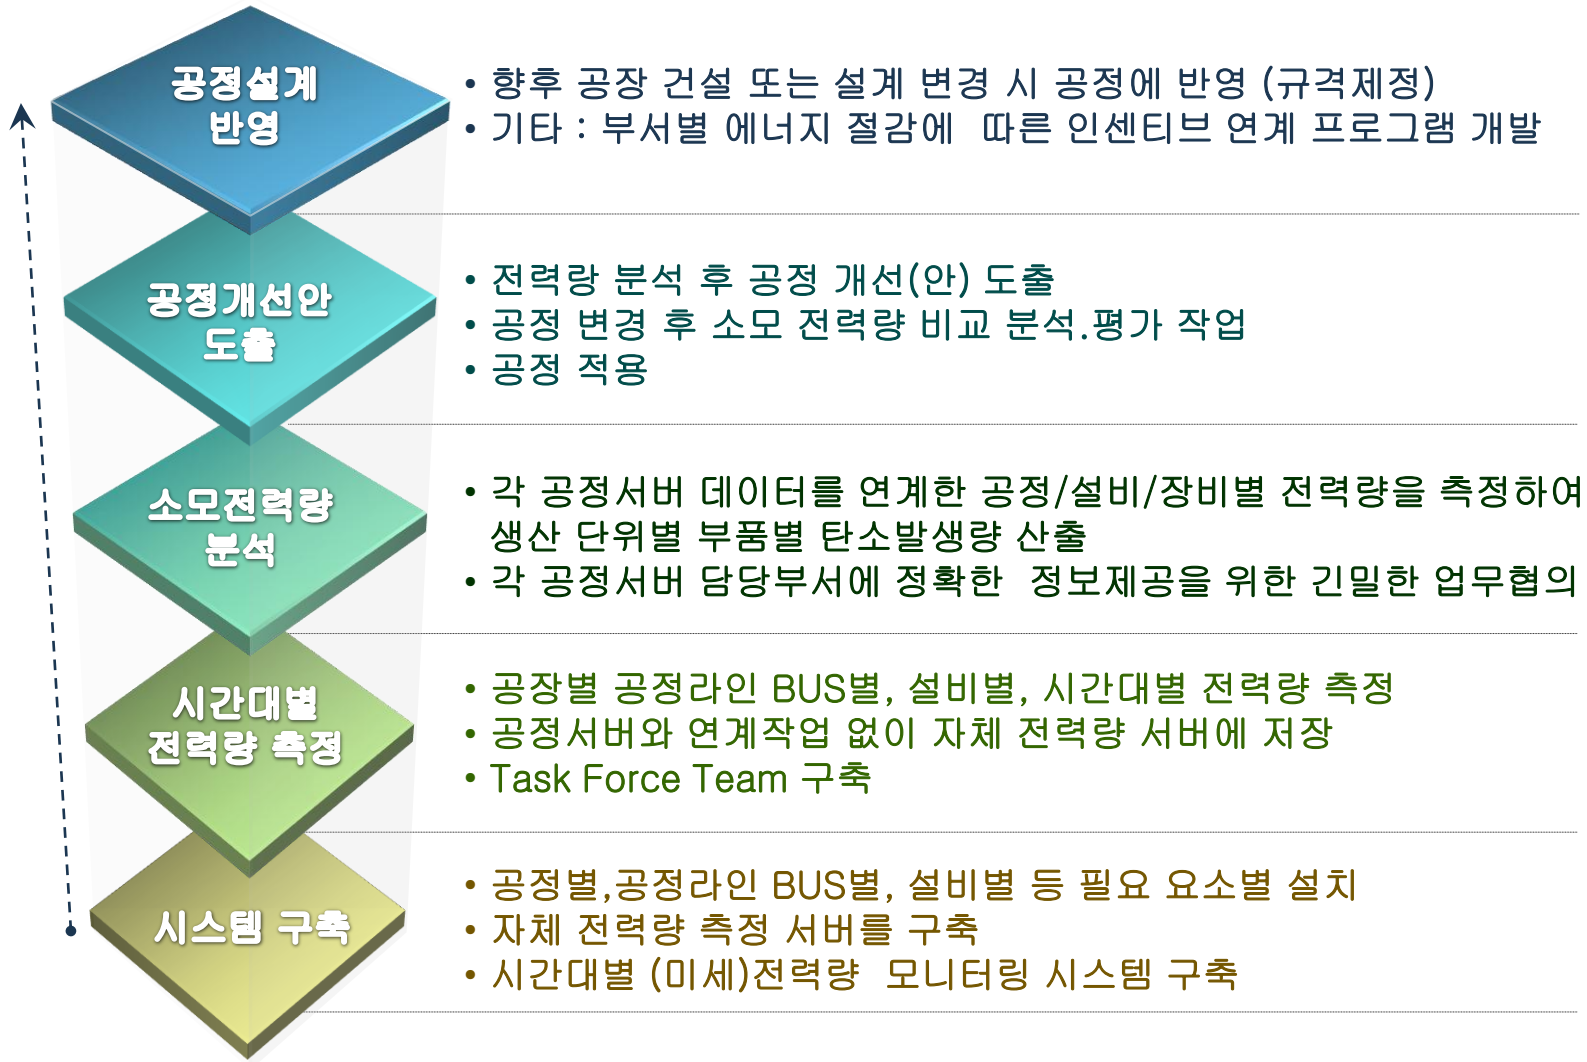 공정설계
반영
• 향후 공장 건설 또는 설계 변경 시 공정에 반영 (규격제정)
• 기타 : 부서별 에너지 절감에 따른 인센티브 연계 프로그램 개발
공정개선안
도출
• 전력량 분석 후 공정 개선(안) 도출
• 공정 변경 후 소모 전력량 비교 분석.평가 작업
• 공정 적용
소모전력량
분석
• 각 공정서버 데이터를 연계한 공정/설비/장비별 전력량을 측정하여
생산 단위별 부품별 탄소발생량 산출
• 각 공정서버 담당부서에 정확한 정보제공을 위한 긴밀한 업무협의
시간대별
전력량 측정
• 공장별 공정라인 BUS별, 설비별, 시간대별 전력량 측정
• 공정서버와 연계작업 없이 자체 전력량 서버에 저장
• Task Force Team 구축
시스템 구축
• 공정별,공정라인 BUS별, 설비별 등 필요 요소별 설치
• 자체 전력량 측정 서버를 구축
• 시간대별 (미세)전력량 모니터링 시스템 구축